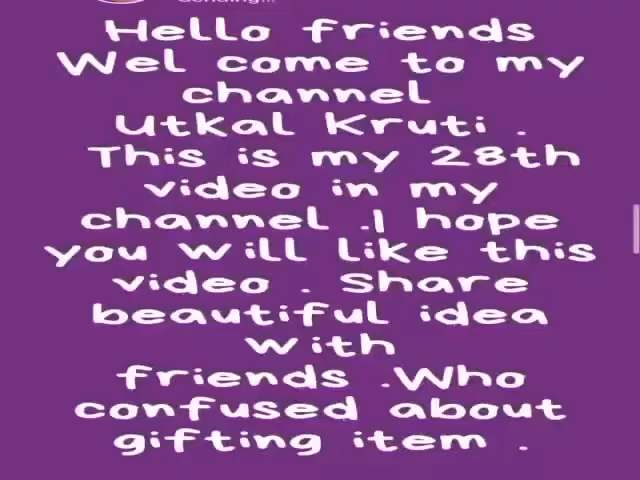 Sending...
Hello friends
Wel come to my
channel
Utkal Kruti .
This is my 28th
video in my
channel .I hope
you will like this
video . Share
beautiful idea
with
friends .Who
confused about
gifting item .